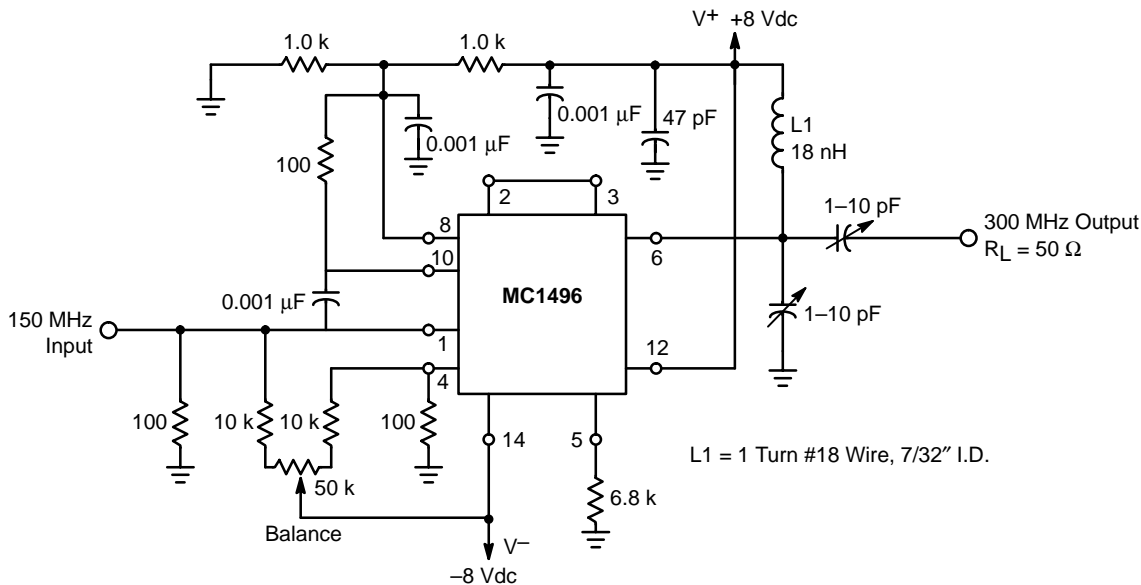 V+ +8 Vdc
1.0 k
1.0 k
0.001 µF
0.001 µF
47 pF
L1
18 nH
100
2
3
8
10
6
1–10 pF
300 MHz Output
RL = 50 Ω
0.001 µF
MC1496
1–10 pF
150 MHz
Input
1
12
4
100
10 k
10 k
100
14
5
50 k
6.8 k
L1 = 1 Turn #18 Wire, 7/32″ I.D.
Balance
V–
–8 Vdc